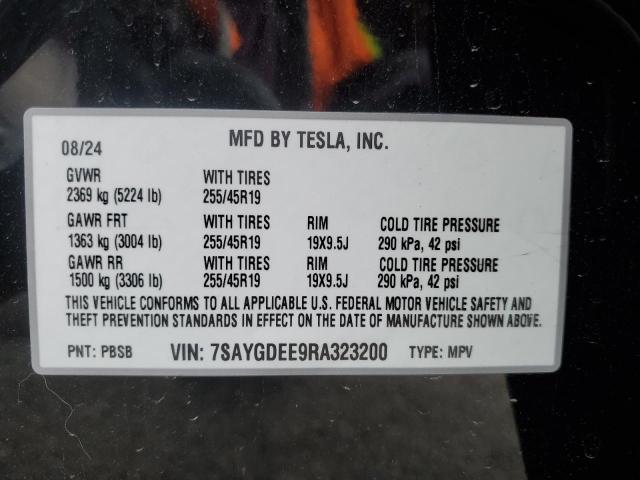 MFD BY TESLA, INC.
08/24
GVWR WITH TIRES
2369 kg (5224 lb) 255/45R19
GAWR FRT WITH TIRES RIM COLD TIRE PRESSURE
1363 kg (3004 lb) 255/45R19 19X9.5J 290 kPa, 42 psi
GAWR RR WITH TIRES RIM COLD TIRE PRESSURE
1500 kg (3306 lb) 255/45R19 19X9.5J 290 kPa, 42 psi
THIS VEHICLE CONFORMS TO ALL APPLICABLE U.S. FEDERAL MOTOR VEHICLE SAFETY AND
THEFT PREVENTION STANDARDS IN EFFECT ON THE DATE OF MANUFACTURE SHOWN ABOVE.
PNT: PBSB VIN: 7SAYGDEE9RA323200 TYPE: MPV